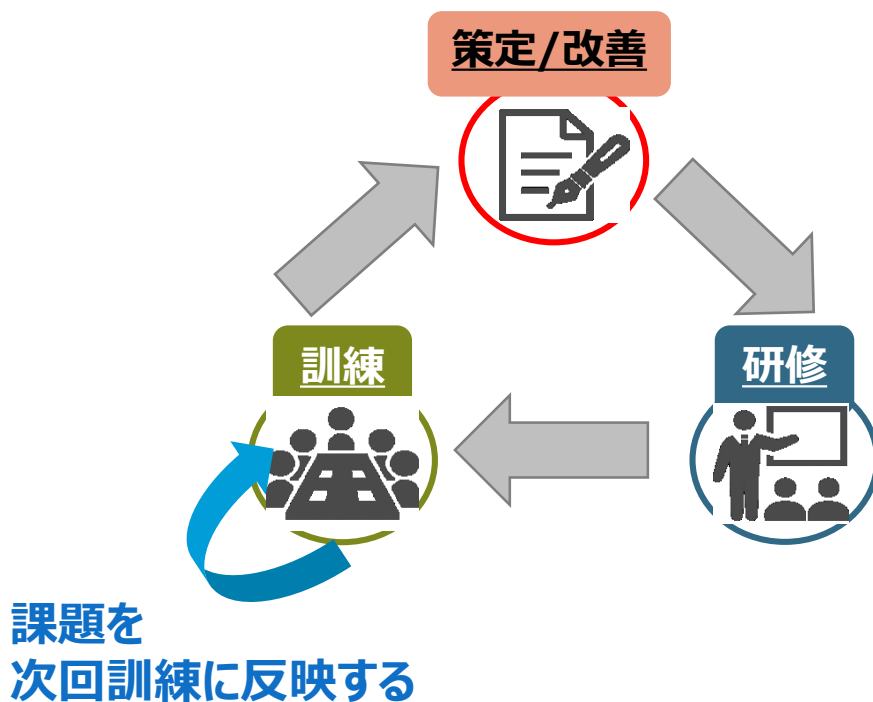 策定/改善
訓練
研修
課題を
次回訓練に反映する